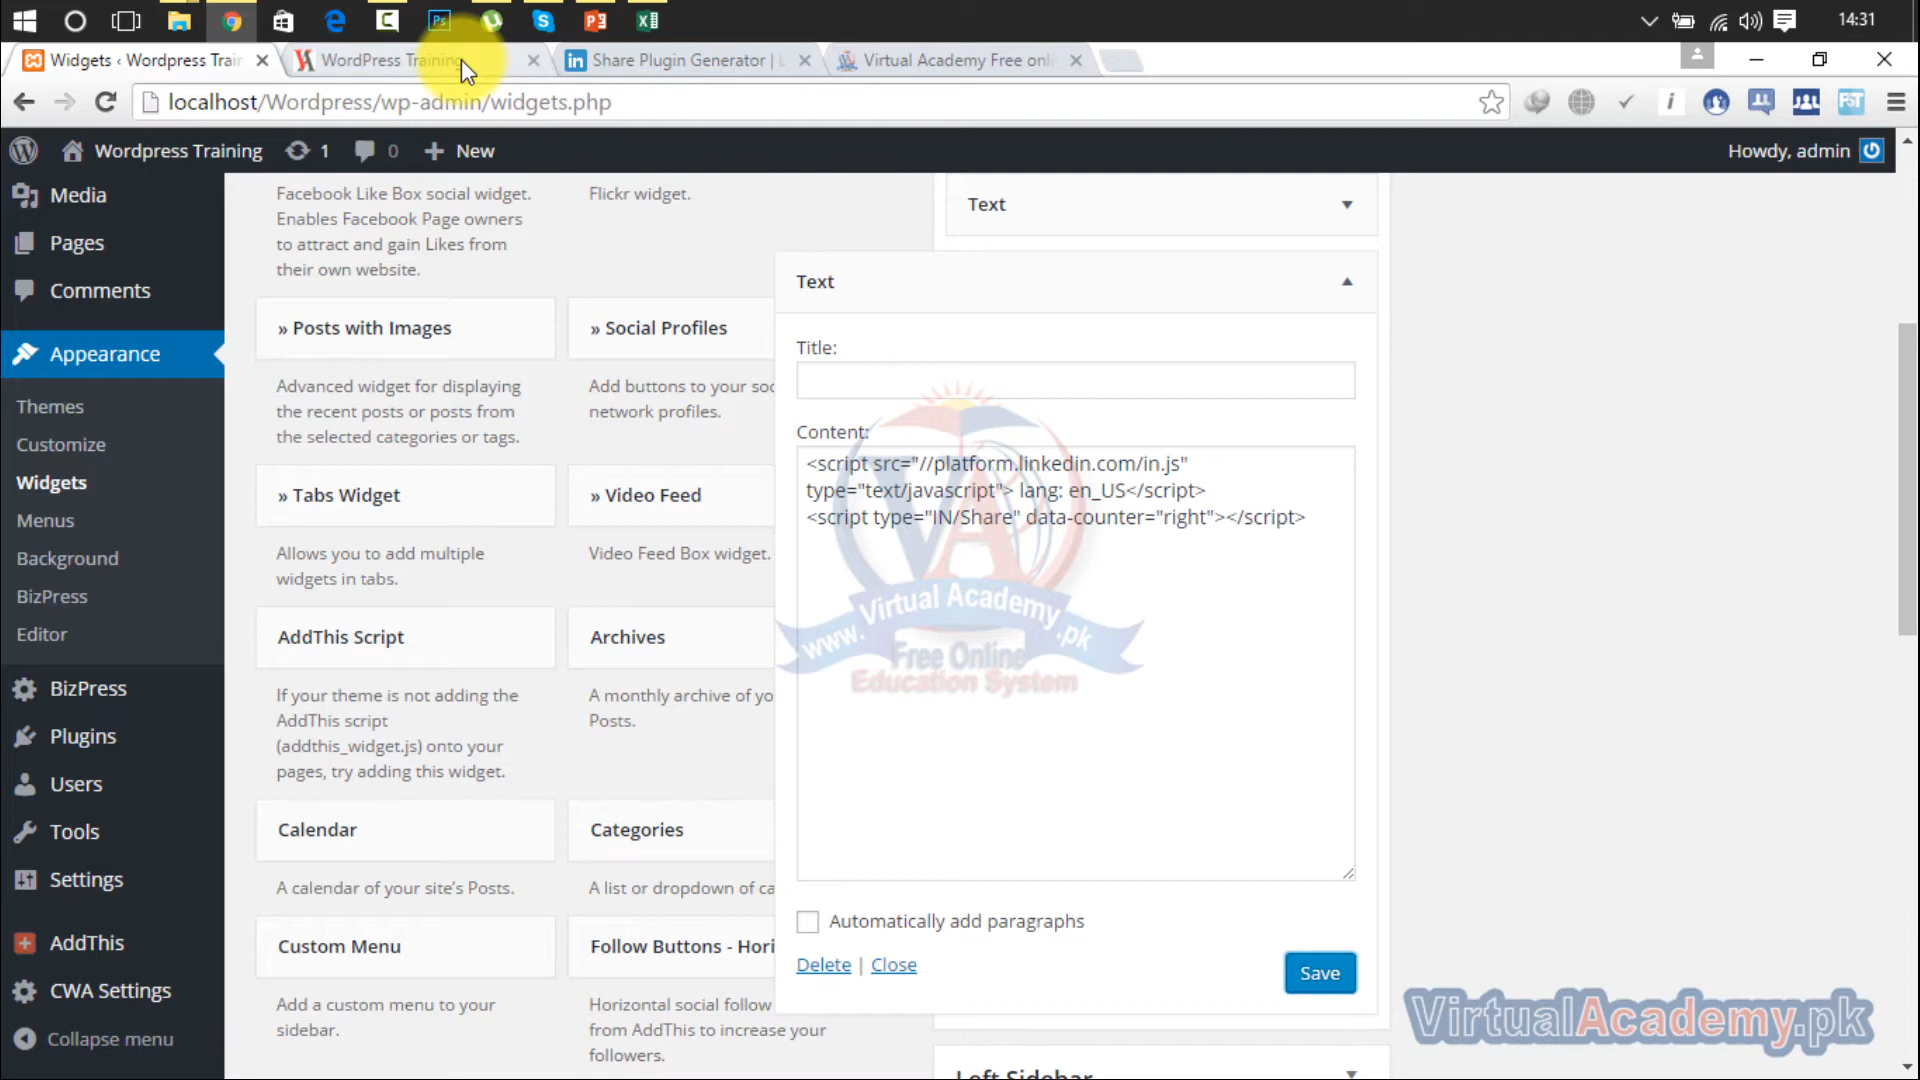 14:31
Widgets ‹ Wordpress Trair
WordPress Training
Share Plugin Generator | L
Virtual Academy Free onli
localhost/Wordpress/wp-admin/widgets.php
Wordpress Training
1
0
New
Howdy, admin
Media
Pages
Comments
Appearance
Themes
Customize
Widgets
Menus
Background
BizPress
Editor
BizPress
Plugins
Users
Tools
Settings
AddThis
CWA Settings
Collapse menu
Facebook Like Box social widget.
Enables Facebook Page owners
to attract and gain Likes from
their own website.
Flickr widget.
» Posts with Images
» Social Profiles
Advanced widget for displaying
the recent posts or posts from
the selected categories or tags.
Add buttons to your soc
network profiles.
» Tabs Widget
» Video Feed
Allows you to add multiple
widgets in tabs.
Video Feed Box widget.
AddThis Script
Archives
If your theme is not adding the
AddThis script
(addthis_widget.js) onto your
pages, try adding this widget.
A monthly archive of yo
Posts.
Calendar
Categories
A calendar of your site's Posts.
A list or dropdown of ca
Custom Menu
Follow Buttons - Hori
Add a custom menu to your
sidebar.
Horizontal social follow
from AddThis to increase your
followers.
Text
Text
Title:
Content:
<script src="//platform.linkedin.com/in.js"
type="text/javascript"> lang: en_US</script>
<script type="IN/Share" data-counter="right"></script>
VA
www.Virtual Academy.pk
Free Online
Education System
Automatically add paragraphs
Delete | Close
Save
Left Sidebar
VirtualAcademy.pk